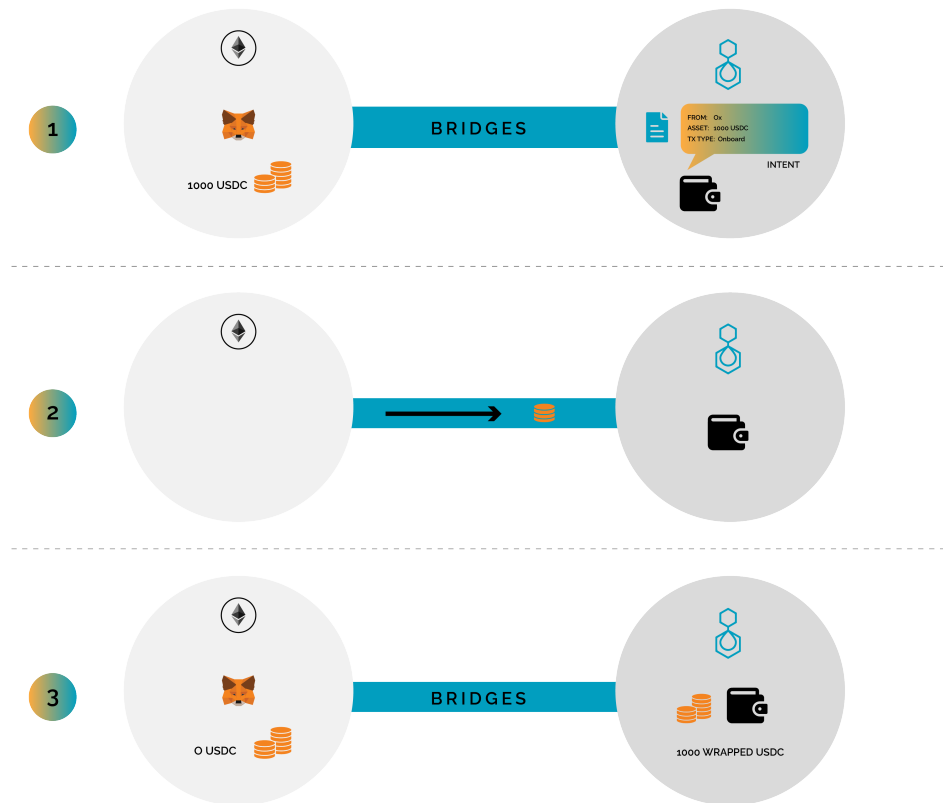 1
BRIDGES
FROM: 0x
ASSET: 1000 USDC
TX TYPE: Onboard
INTENT
1000 USDC
2
3
BRIDGES
0 USDC
1000 WRAPPED USDC